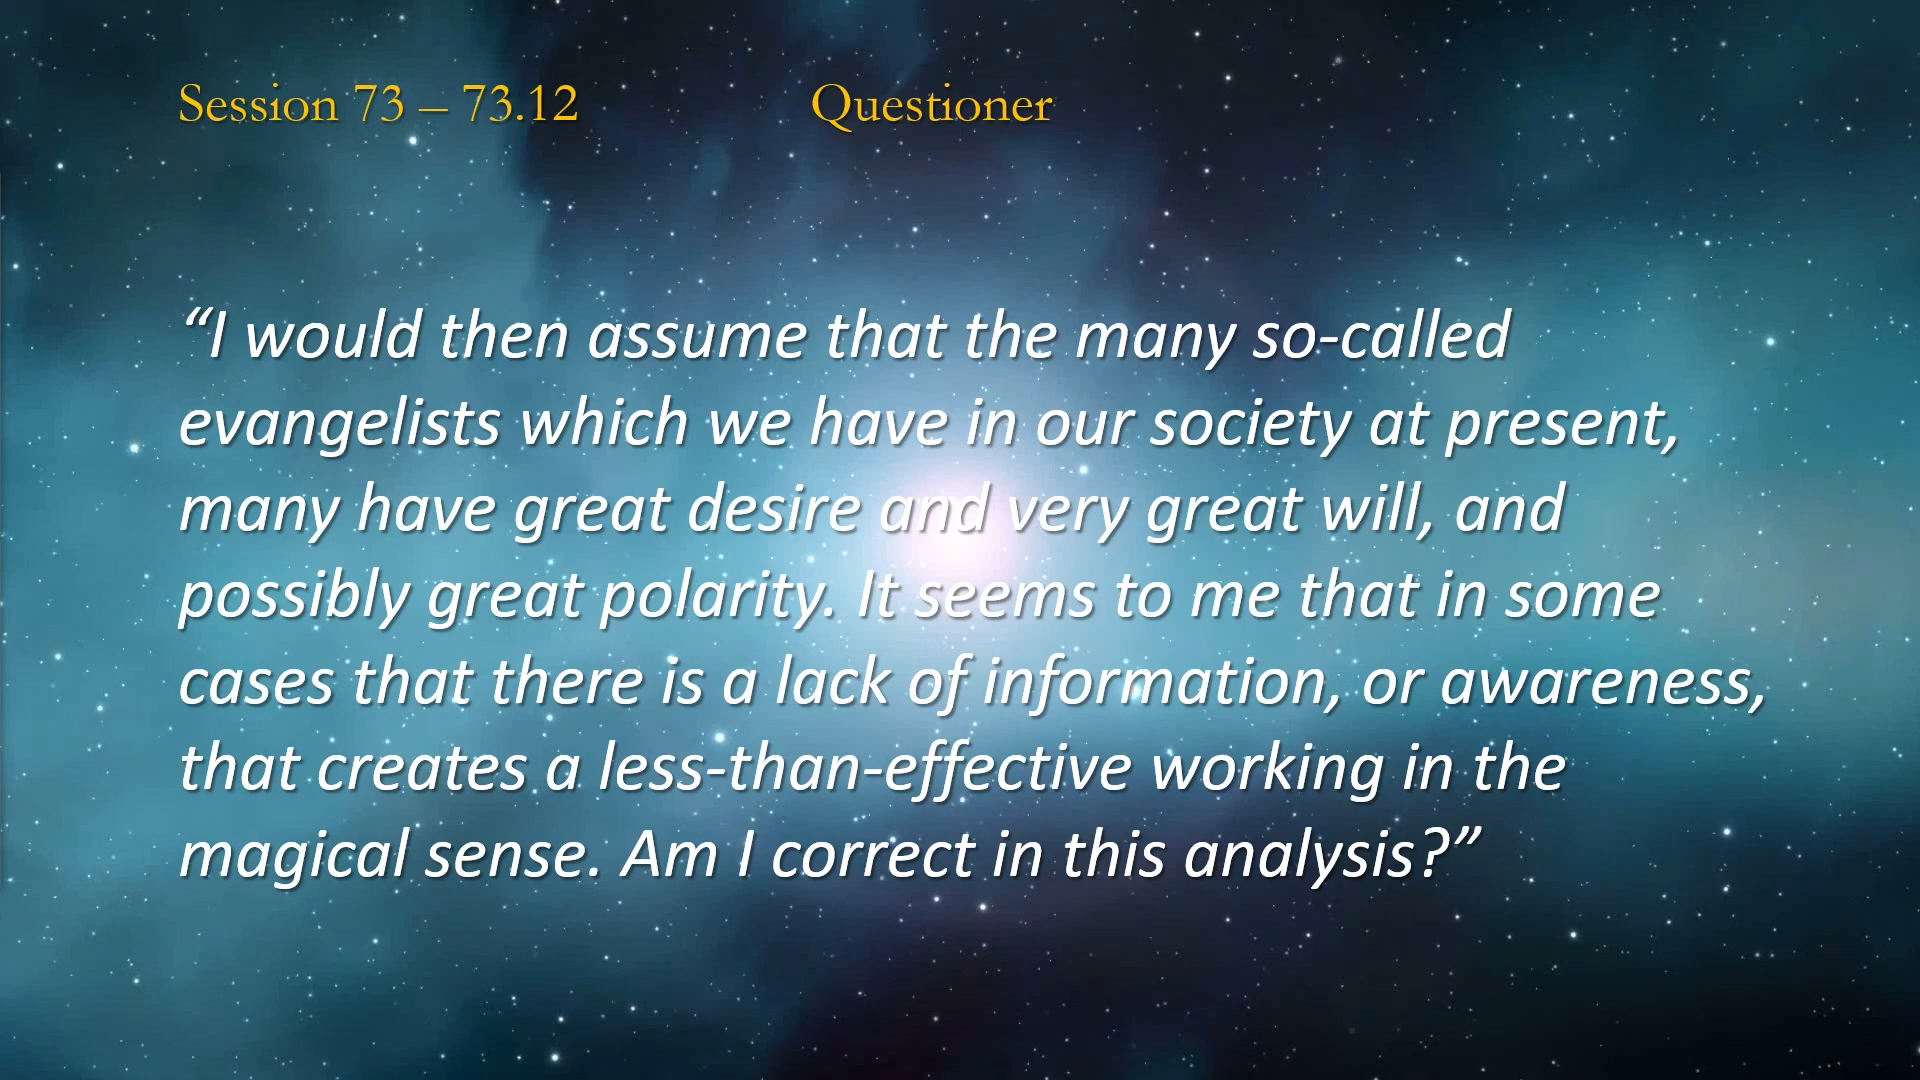 Session 73 – 73.12 Questioner
“I would then assume that the many so-called
evangelists which we have in our society at present,
many have great desire and very great will, and
possibly great polarity. It seems to me that in some
cases that there is a lack of information, or awareness,
that creates a less-than-effective working in the
magical sense. Am I correct in this analysis?”